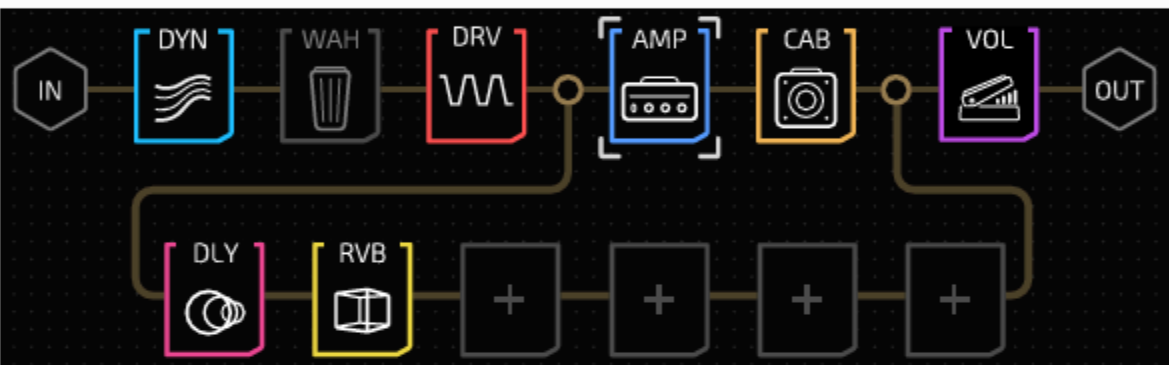 IN
DYN
WAH
DRV
AMP
CAB
VOL
OUT
DLY
RVB
+
+
+
+